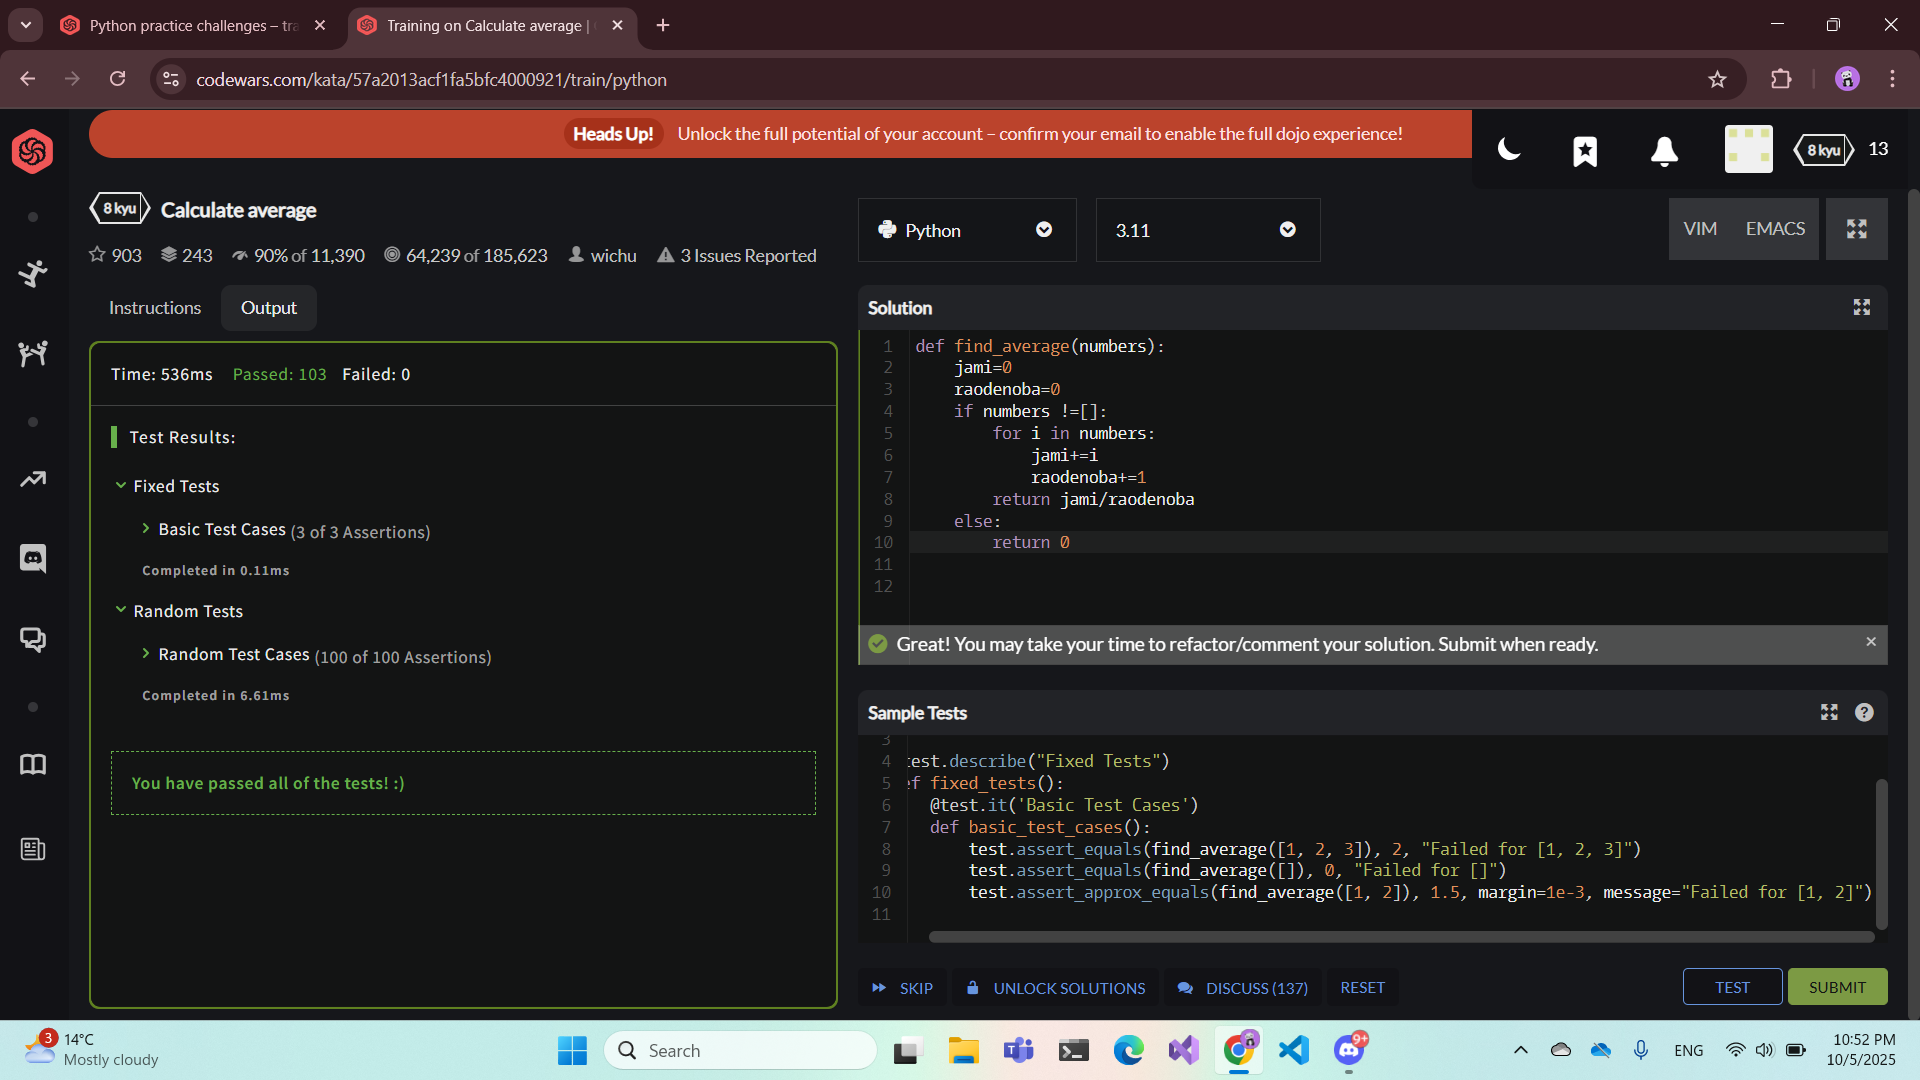 Python practice challenges – tra
Training on Calculate average |
codewars.com/kata/57a2013acf1fa5bfc4000921/train/python
Heads Up! Unlock the full potential of your account – confirm your email to enable the full dojo experience!
8 kyu 13
8 kyu Calculate average
903 243 90% of 11,390 64,239 of 185,623 wichu 3 Issues Reported
Python
3.11
VIM EMACS
Instructions Output
Time: 536ms Passed: 103 Failed: 0
Test Results:
Fixed Tests
Basic Test Cases (3 of 3 Assertions)
Completed in 0.11ms
Random Tests
Random Test Cases (100 of 100 Assertions)
Completed in 6.61ms
You have passed all of the tests! :)
Solution
1 def find_average(numbers):
2 jami=0
3 raodenoba=0
4 if numbers !=[]:
5 for i in numbers:
6 jami+=i
7 raodenoba+=1
8 return jami/raodenoba
9 else:
10 return 0
11
12
Great! You may take your time to refactor/comment your solution. Submit when ready.
Sample Tests
3
4 test.describe("Fixed Tests")
5 ef fixed_tests():
6 @test.it('Basic Test Cases')
7 def basic_test_cases():
8 test.assert_equals(find_average([1, 2, 3]), 2, "Failed for [1, 2, 3]")
9 test.assert_equals(find_average([]), 0, "Failed for []")
10 test.assert_approx_equals(find_average([1, 2]), 1.5, margin=1e-3, message="Failed for [1, 2]")
11
SKIP UNLOCK SOLUTIONS DISCUSS (137) RESET TEST SUBMIT
3
14°C
Mostly cloudy
Search
9+
ENG
10:52 PM
10/5/2025